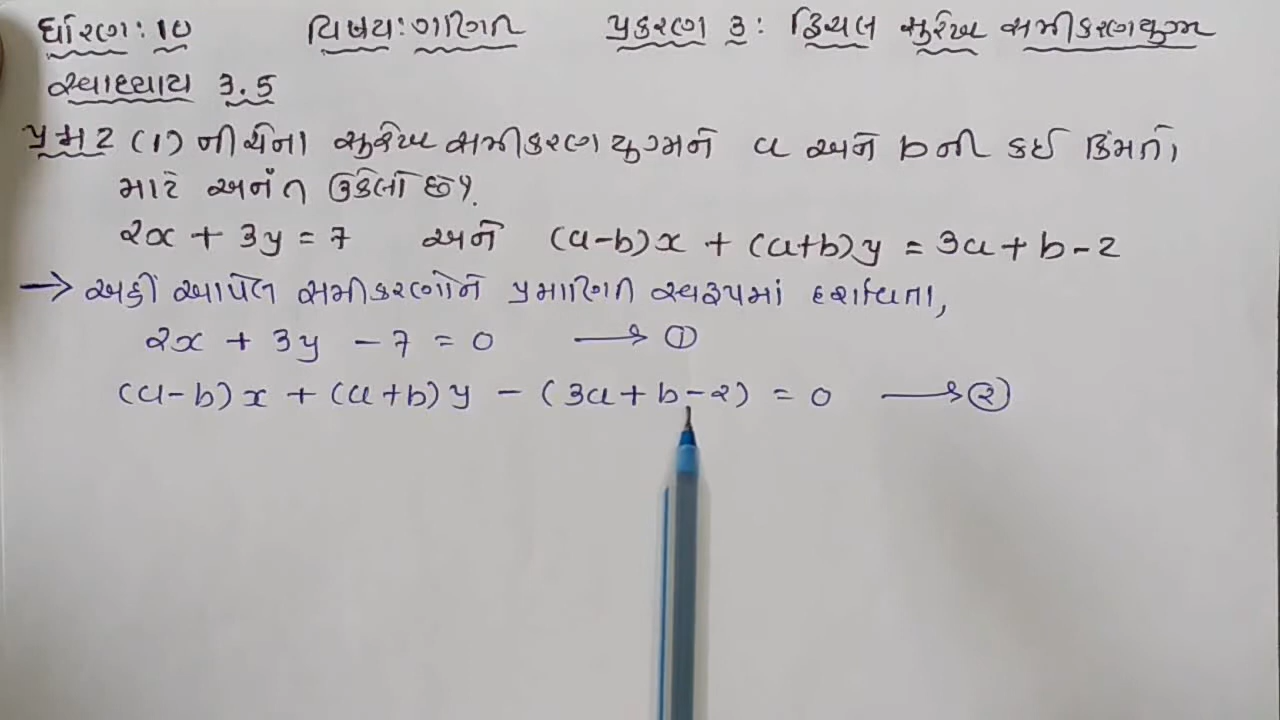 ધોરણ: 10 વિષય: ગણિત પ્રકરણ 3: દ્વિચલ સુરેખ સમીકરણયુગ્મ
સ્વાધ્યાય 3.5
પ્રશ્ન 2 (1) નીચેના સુરેખ સમીકરણ યુગ્મને a અને b ની કઈ કિંમતો
માટે અનંત ઉકેલો છે?
2x + 3y = 7 અને (a-b)x + (a+b)y = 3a + b - 2
→ અહીં આપેલ સમીકરણોને પ્રમાણિત સ્વરૂપમાં દર્શાવતા,
2x + 3y - 7 = 0 → ①
(a-b)x + (a+b)y - (3a+b-2) = 0 → ②